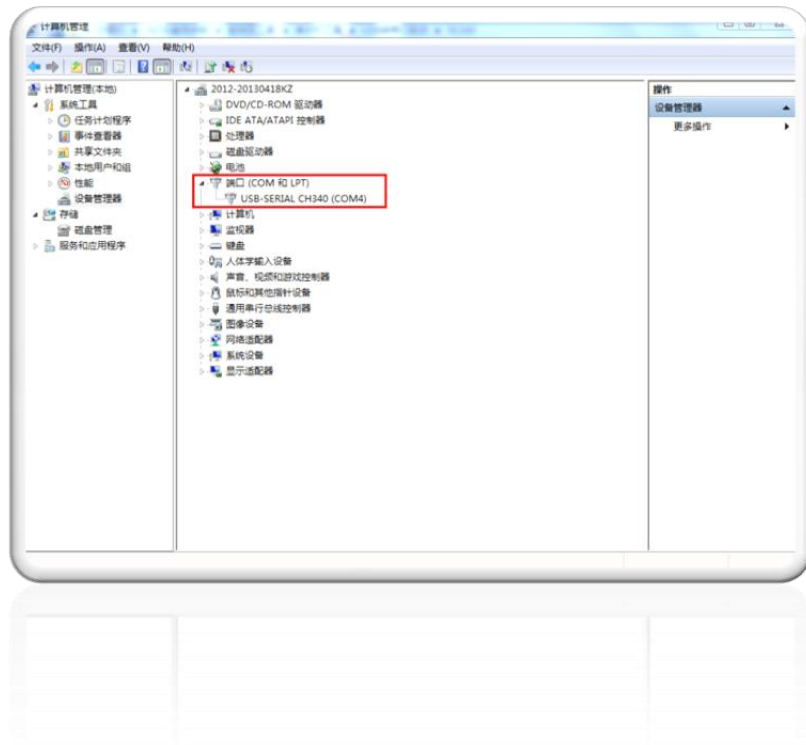 计算机管理
文件(F) 操作(A) 查看(V) 帮助(H)
计算机管理(本地)
系统工具
任务计划程序
事件查看器
共享文件夹
本地用户和组
性能
设备管理器
存储
磁盘管理
服务和应用程序
2012-20130418KZ
DVD/CD-ROM 驱动器
IDE ATA/ATAPI 控制器
处理器
磁盘驱动器
电池
端口 (COM 和 LPT)
USB-SERIAL CH340 (COM4)
计算机
监视器
键盘
人体学输入设备
声音、视频和游戏控制器
鼠标和其他指针设备
通用串行总线控制器
图像设备
网络适配器
系统设备
显示适配器
操作
设备管理器
更多操作